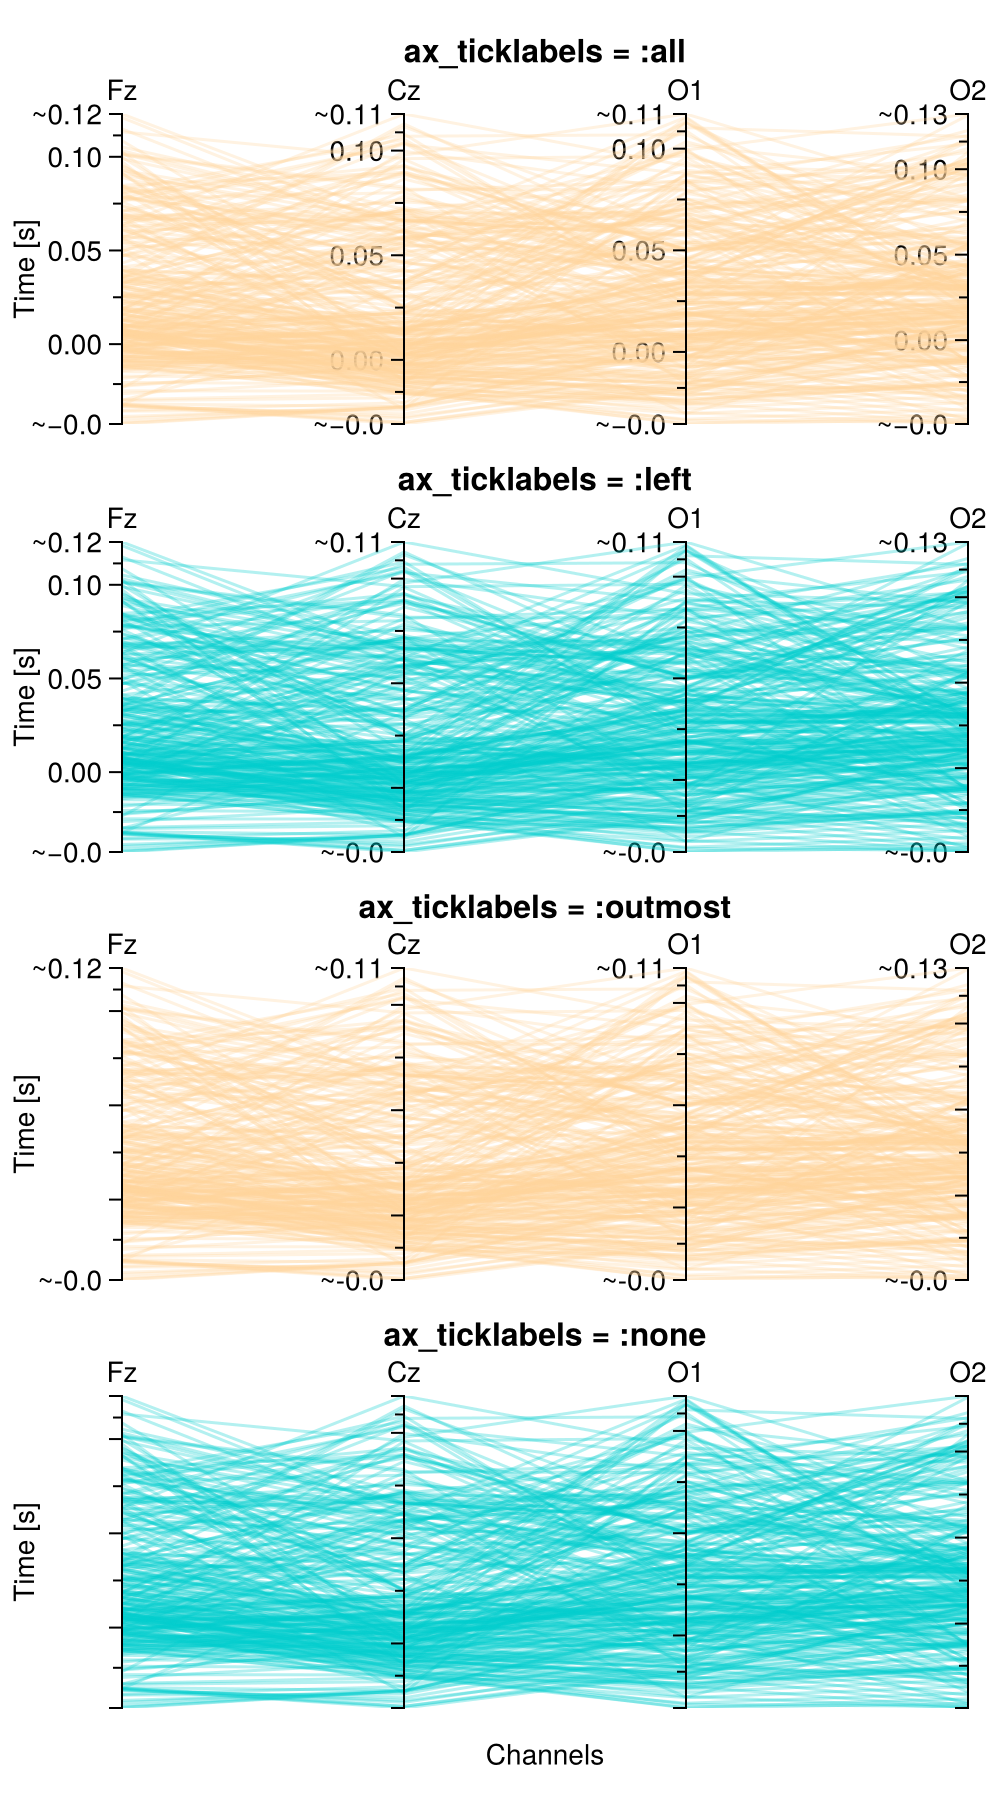 ax_ticklabels = :all
Fz Cz O1 O2
~0.12 ~0.11 ~0.11 ~0.13
0.10 0.10 0.10 0.10
0.05 0.05 0.05 0.05
0.00 0.00 0.00 0.00
~−0.0 ~−0.0 ~−0.0 ~−0.0
Time [s]
ax_ticklabels = :left
Fz Cz O1 O2
~0.12 ~0.11 ~0.11 ~0.13
0.10
0.05
0.00
~−0.0 ~-0.0 ~-0.0 ~-0.0
Time [s]
ax_ticklabels = :outmost
Fz Cz O1 O2
~0.12 ~0.11 ~0.11 ~0.13
~-0.0 ~-0.0 ~-0.0 ~-0.0
Time [s]
ax_ticklabels = :none
Fz Cz O1 O2
Time [s]
Channels